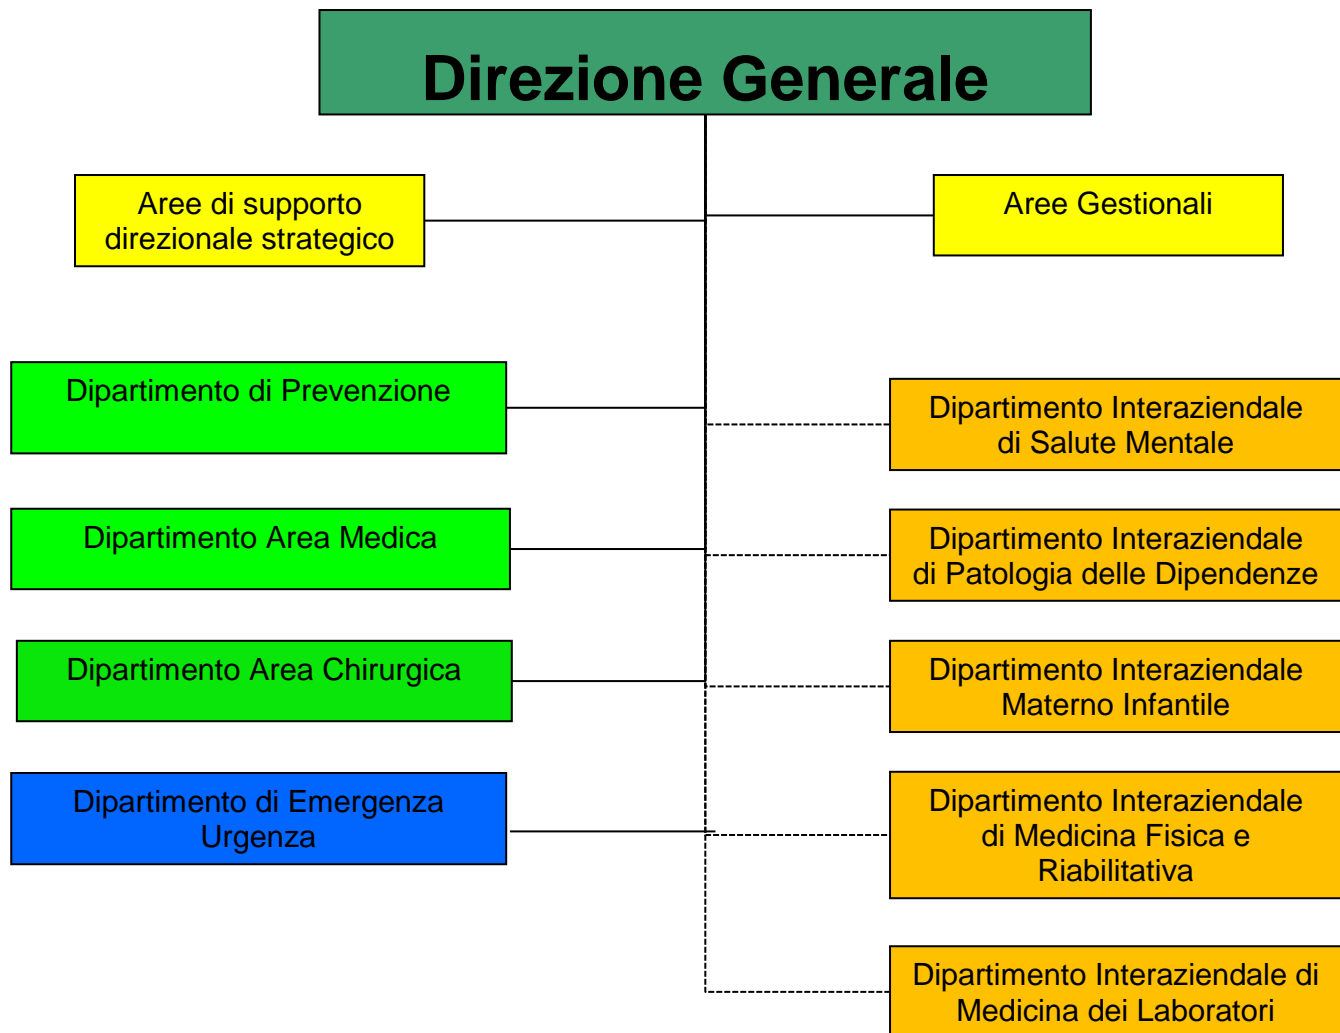 Direzione Generale
Aree di supporto
direzionale strategico
Aree Gestionali
Dipartimento di Prevenzione
Dipartimento Area Medica
Dipartimento Area Chirurgica
Dipartimento di Emergenza
Urgenza
Dipartimento Interaziendale
di Salute Mentale
Dipartimento Interaziendale
di Patologia delle Dipendenze
Dipartimento Interaziendale
Materno Infantile
Dipartimento Interaziendale
di Medicina Fisica e
Riabilitativa
Dipartimento Interaziendale di
Medicina dei Laboratori